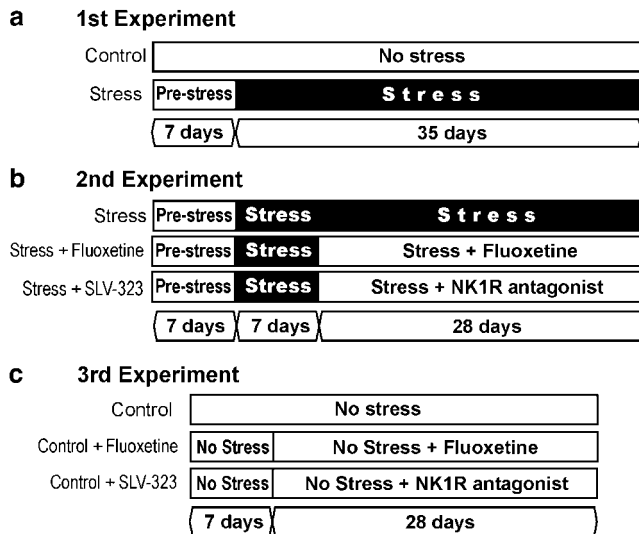 a 1st Experiment
Control No stress
Stress Pre-stress Stress
7 days 35 days
b 2nd Experiment
Stress Pre-stress Stress Stress
Stress + Fluoxetine Pre-stress Stress Stress + Fluoxetine
Stress + SLV-323 Pre-stress Stress Stress + NK1R antagonist
7 days 7 days 28 days
c 3rd Experiment
Control No stress
Control + Fluoxetine No Stress No Stress + Fluoxetine
Control + SLV-323 No Stress No Stress + NK1R antagonist
7 days 28 days